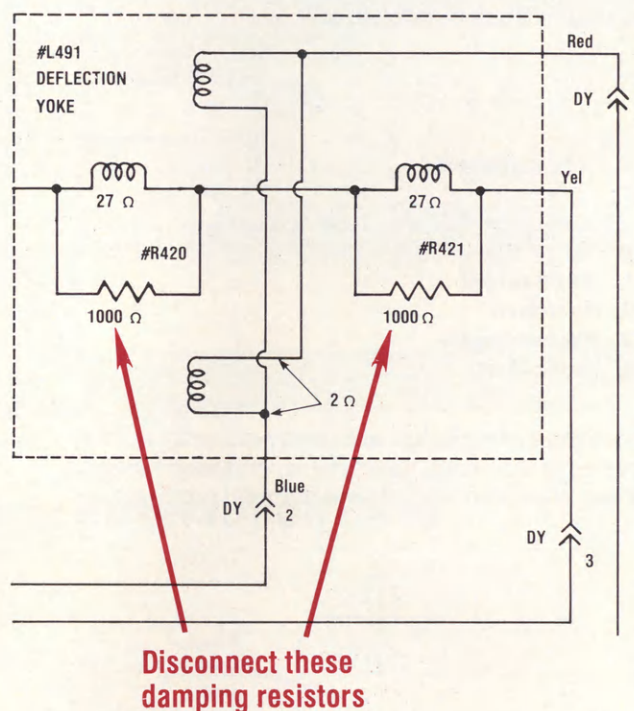 #L491
DEFLECTION
YOKE
Red
DY
27 Ω
27 Ω
Yel
#R420
#R421
1000 Ω
1000 Ω
2 Ω
Blue
DY
2
DY
3
Disconnect these
damping resistors